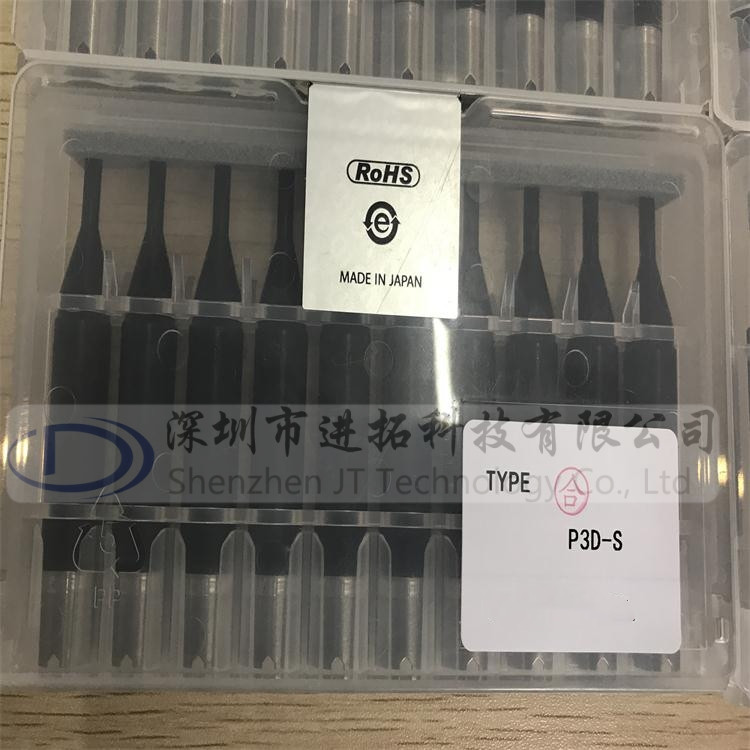 RoHS
e
MADE IN JAPAN
深圳市进拓科技有限公司
Shenzhen JT Technology Co., Ltd
TYPE
合
P3D-S
PP